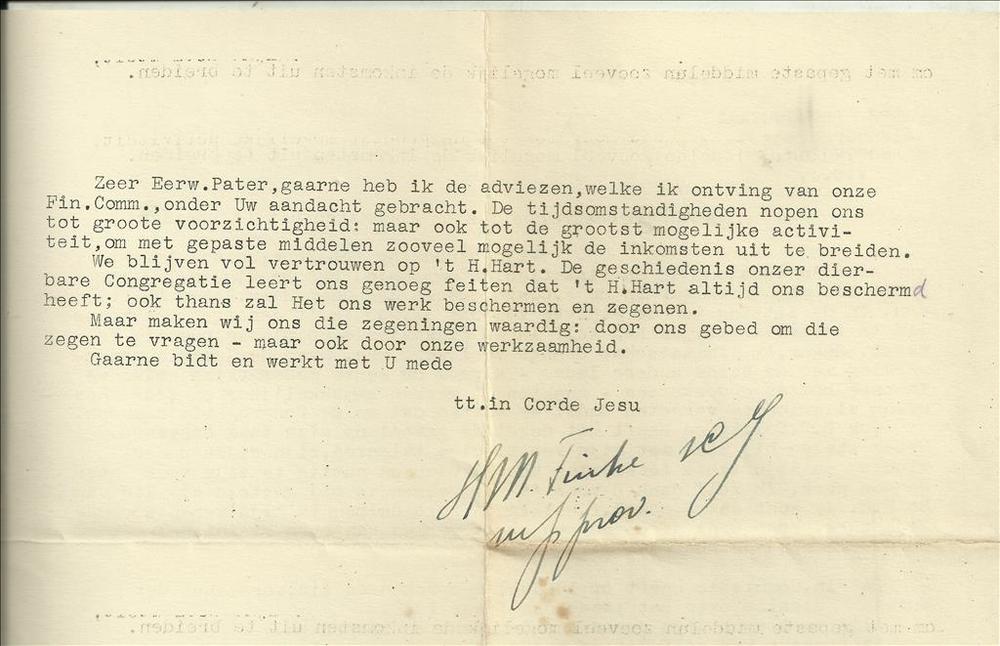 Zeer Eerw.Pater,gaarne heb ik de adviezen,welke ik ontving van onze
Fin.Comm.,onder Uw aandacht gebracht. De tijdsomstandigheden nopen ons
tot groote voorzichtigheid: maar ook tot de grootst mogelijke activi-
teit,om met gepaste middelen zooveel mogelijk de inkomsten uit te breiden.
We blijven vol vertrouwen op 't H.Hart. De geschiedenis onzer dier-
bare Congregatie leert ons genoeg feiten dat 't H.Hart altijd ons beschermd
heeft; ook thans zal Het ons werk beschermen en zegenen.
Maar maken wij ons die zegeningen waardig: door ons gebed om die
zegen te vragen - maar ook door onze werkzaamheid.
Gaarne bidt en werkt met U mede
tt.in Corde Jesu
H.M. scj
prov.